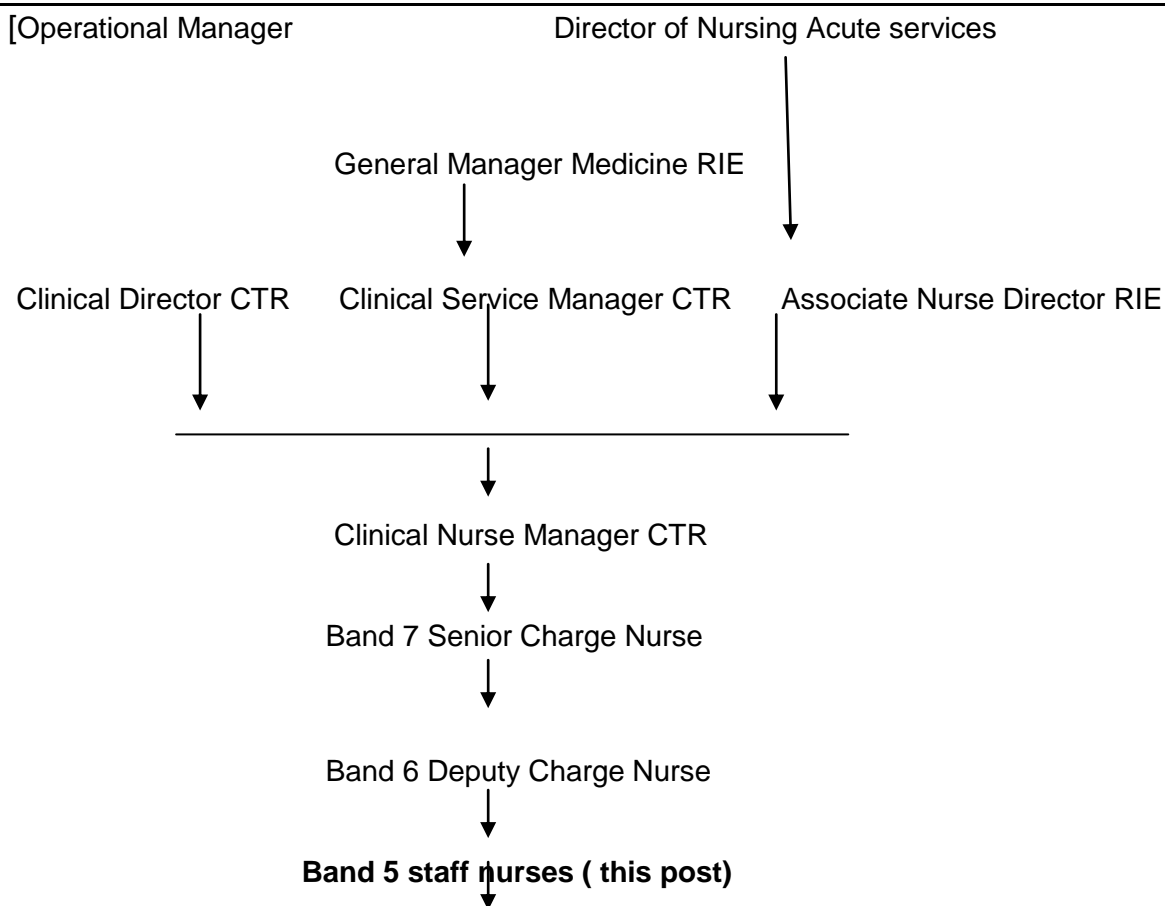 [Operational Manager Director of Nursing Acute services
General Manager Medicine RIE
Clinical Director CTR Clinical Service Manager CTR Associate Nurse Director RIE
Clinical Nurse Manager CTR
Band 7 Senior Charge Nurse
Band 6 Deputy Charge Nurse
Band 5 staff nurses ( this post)